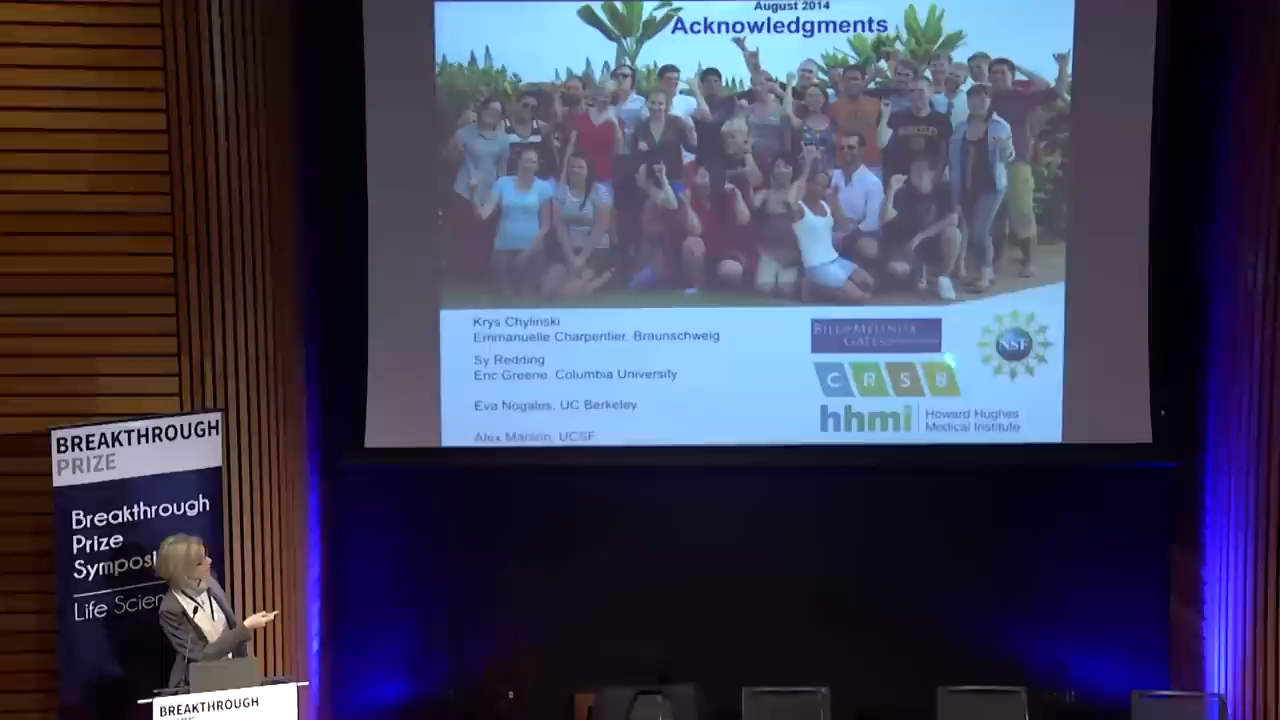 August 2014
Acknowledgments
BERKELEY
Krys Chylinski
Emmanuelle Charpentier, Braunschweig
Sy Redding
Eric Greene, Columbia University
Eva Nogales, UC Berkeley
Alex Marson, UCSF
BILL & MELINDA
GATES
NSF
CRSB
hhmi
Howard Hughes
Medical Institute
BREAKTHROUGH
PRIZE
Breakthrough
Prize
Symposi
Life Scien
BREAKTHROUGH